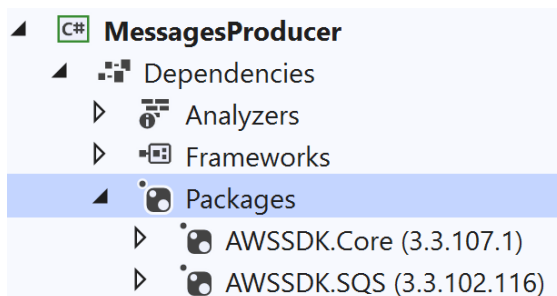 C# MessagesProducer
Dependencies
Analyzers
Frameworks
Packages
AWSSDK.Core (3.3.107.1)
AWSSDK.SQS (3.3.102.116)